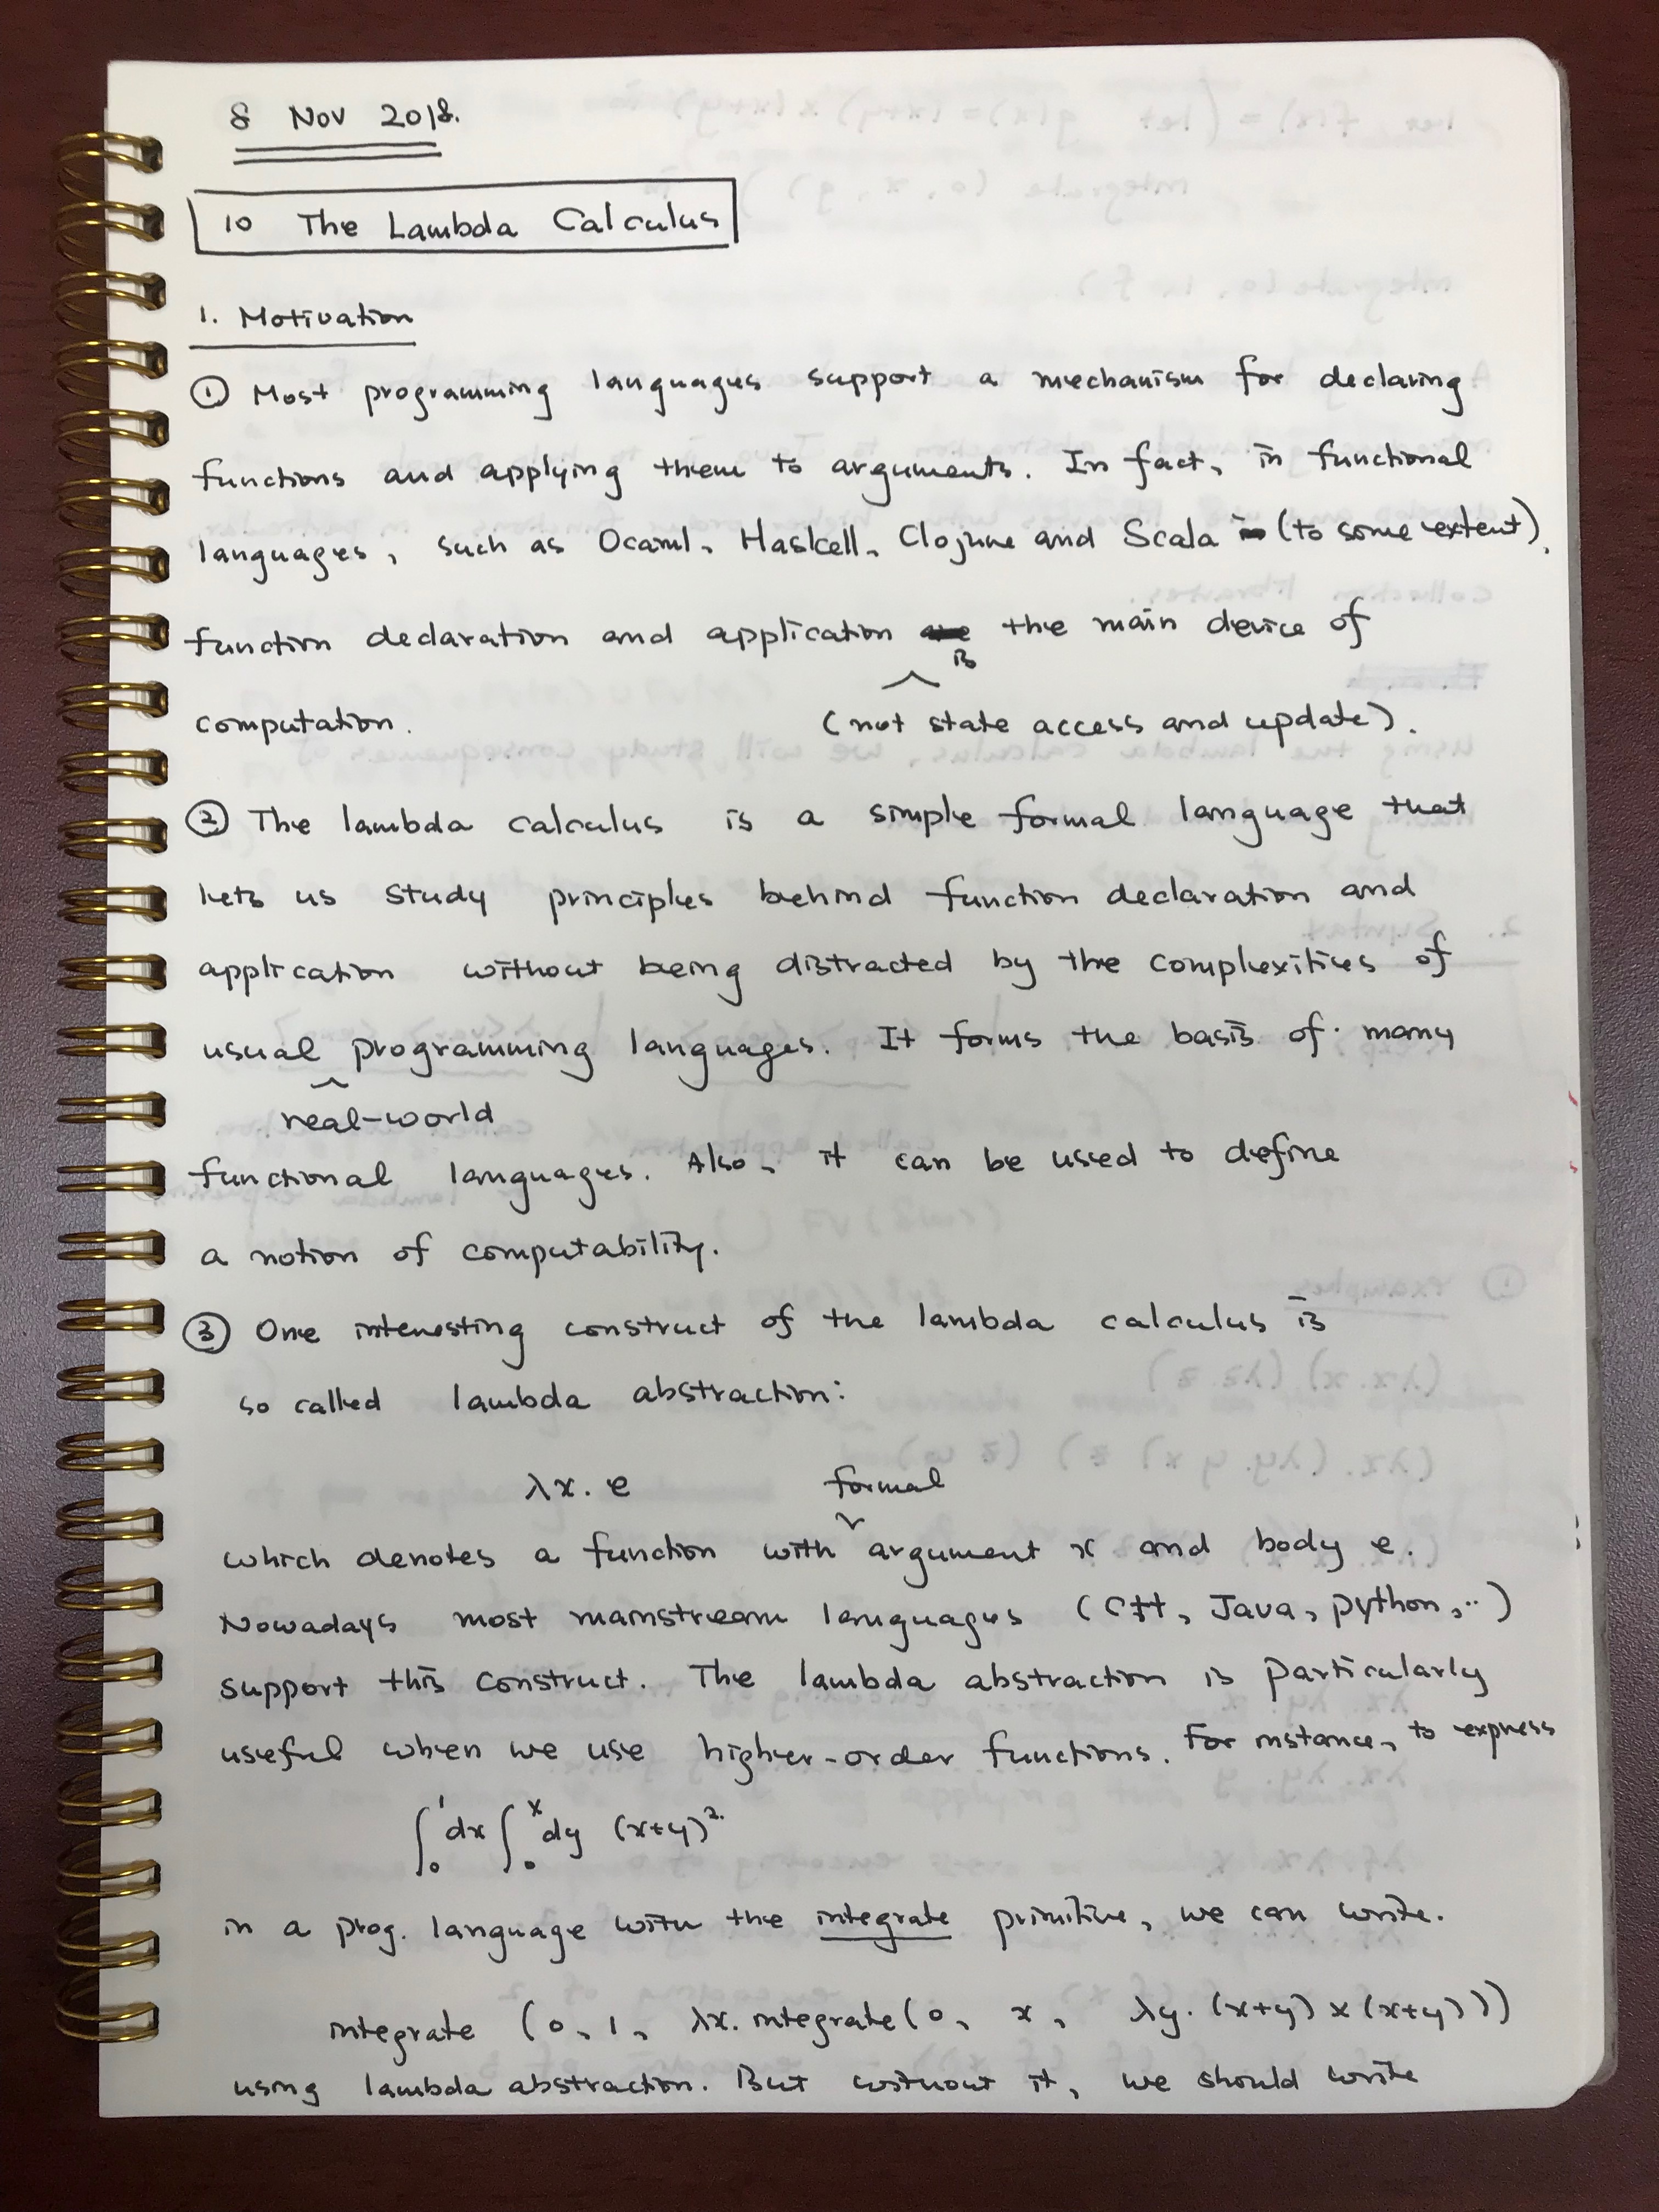 8 Nov 2018.
10 The Lambda Calculus
1. Motivation
① Most programming languages support a mechanism for declaring
functions and applying them to arguments. In fact, in functional
languages, such as Ocaml, Haskell, Clojure and Scala (to some extent),
function declaration and application is the main device of
computation. (not state access and update).
② The lambda calculus is a simple formal language that
lets us study principles behind function declaration and
application without being distracted by the complexities of
usual programming languages. It forms the basis of many
real-world
functional languages. Also, it can be used to define
a notion of computability.
③ One interesting construct of the lambda calculus is
so called lambda abstraction:
λx. e formal
which denotes a function with argument x and body e.
Nowadays most mainstream languages (C++, Java, python, ..)
support this construct. The lambda abstraction is particularly
useful when we use higher-order functions. For instance, to express
∫₀¹ dx ∫₀ˣ dy (x+y)².
in a prog. language with the integrate primitive, we can write.
integrate (0, 1, λx. integrate (0, x, λy. (x+y) × (x+y)))
using lambda abstraction. But without it, we should write